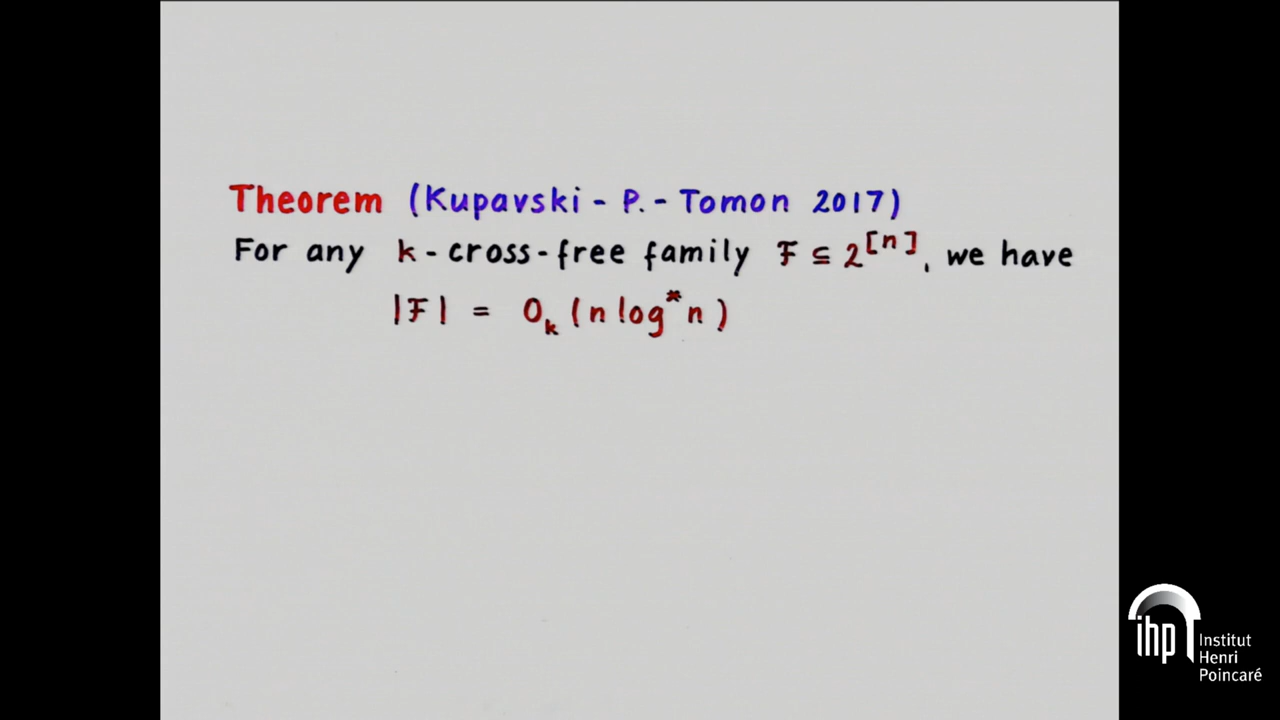 Theorem (Kupavski - P. - Tomon 2017)
For any k-cross-free family Ƒ ⊆ 2^[n], we have
|Ƒ| = O_k (n log* n)
ihp Institut
Henri
Poincaré